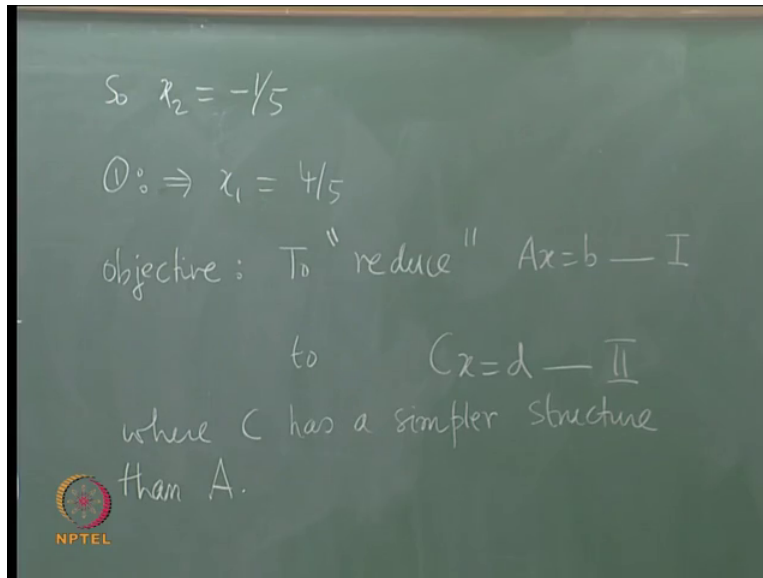 So x₂ = -1/5
①: ⇒ x₁ = 4/5
objective: To "reduce" Ax=b — I
to Cx=d — II
where C has a simpler structure
than A.
NPTEL